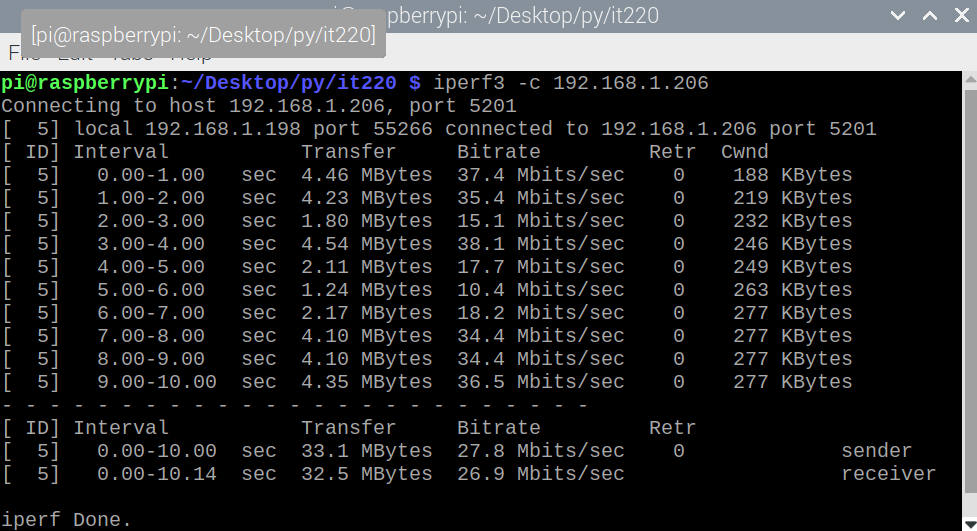 pi@raspberrypi: ~/Desktop/py/it220
[pi@raspberrypi: ~/Desktop/py/it220]
File Edit Tabs Help
pi@raspberrypi:~/Desktop/py/it220 $ iperf3 -c 192.168.1.206
Connecting to host 192.168.1.206, port 5201
[  5] local 192.168.1.198 port 55266 connected to 192.168.1.206 port 5201
[ ID] Interval           Transfer     Bitrate         Retr  Cwnd
[  5]   0.00-1.00   sec  4.46 MBytes  37.4 Mbits/sec    0    188 KBytes
[  5]   1.00-2.00   sec  4.23 MBytes  35.4 Mbits/sec    0    219 KBytes
[  5]   2.00-3.00   sec  1.80 MBytes  15.1 Mbits/sec    0    232 KBytes
[  5]   3.00-4.00   sec  4.54 MBytes  38.1 Mbits/sec    0    246 KBytes
[  5]   4.00-5.00   sec  2.11 MBytes  17.7 Mbits/sec    0    249 KBytes
[  5]   5.00-6.00   sec  1.24 MBytes  10.4 Mbits/sec    0    263 KBytes
[  5]   6.00-7.00   sec  2.17 MBytes  18.2 Mbits/sec    0    277 KBytes
[  5]   7.00-8.00   sec  4.10 MBytes  34.4 Mbits/sec    0    277 KBytes
[  5]   8.00-9.00   sec  4.10 MBytes  34.4 Mbits/sec    0    277 KBytes
[  5]   9.00-10.00  sec  4.35 MBytes  36.5 Mbits/sec    0    277 KBytes
- - - - - - - - - - - - - - - - - - - - - - - - -
[ ID] Interval           Transfer     Bitrate         Retr
[  5]   0.00-10.00  sec  33.1 MBytes  27.8 Mbits/sec    0             sender
[  5]   0.00-10.14  sec  32.5 MBytes  26.9 Mbits/sec                  receiver
iperf Done.